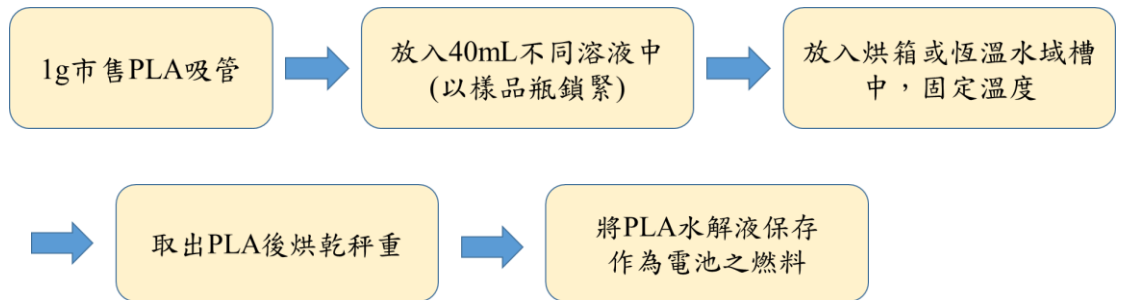 1g市售PLA吸管
放入40mL不同溶液中
(以樣品瓶鎖緊)
放入烘箱或恆溫水域槽
中，固定溫度
取出PLA後烘乾秤重
將PLA水解液保存
作為電池之燃料